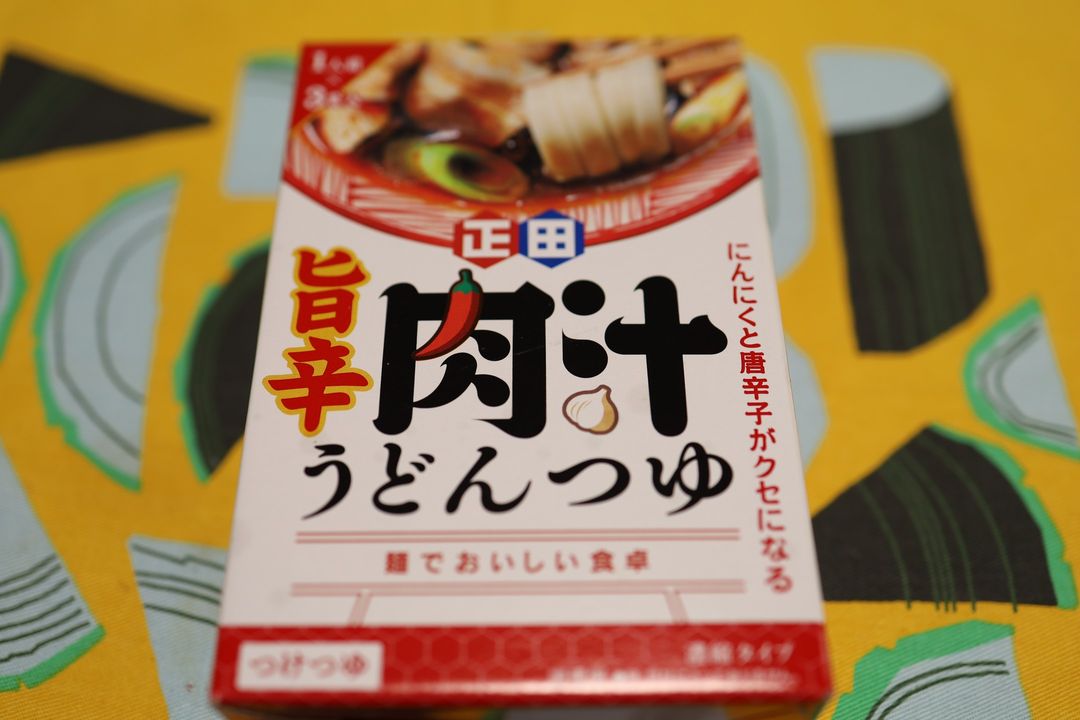 正田
旨辛
肉汁
うどんつゆ
にんにくと唐辛子がクセになる
麺でおいしい食卓
つけつゆ
濃縮タイプ